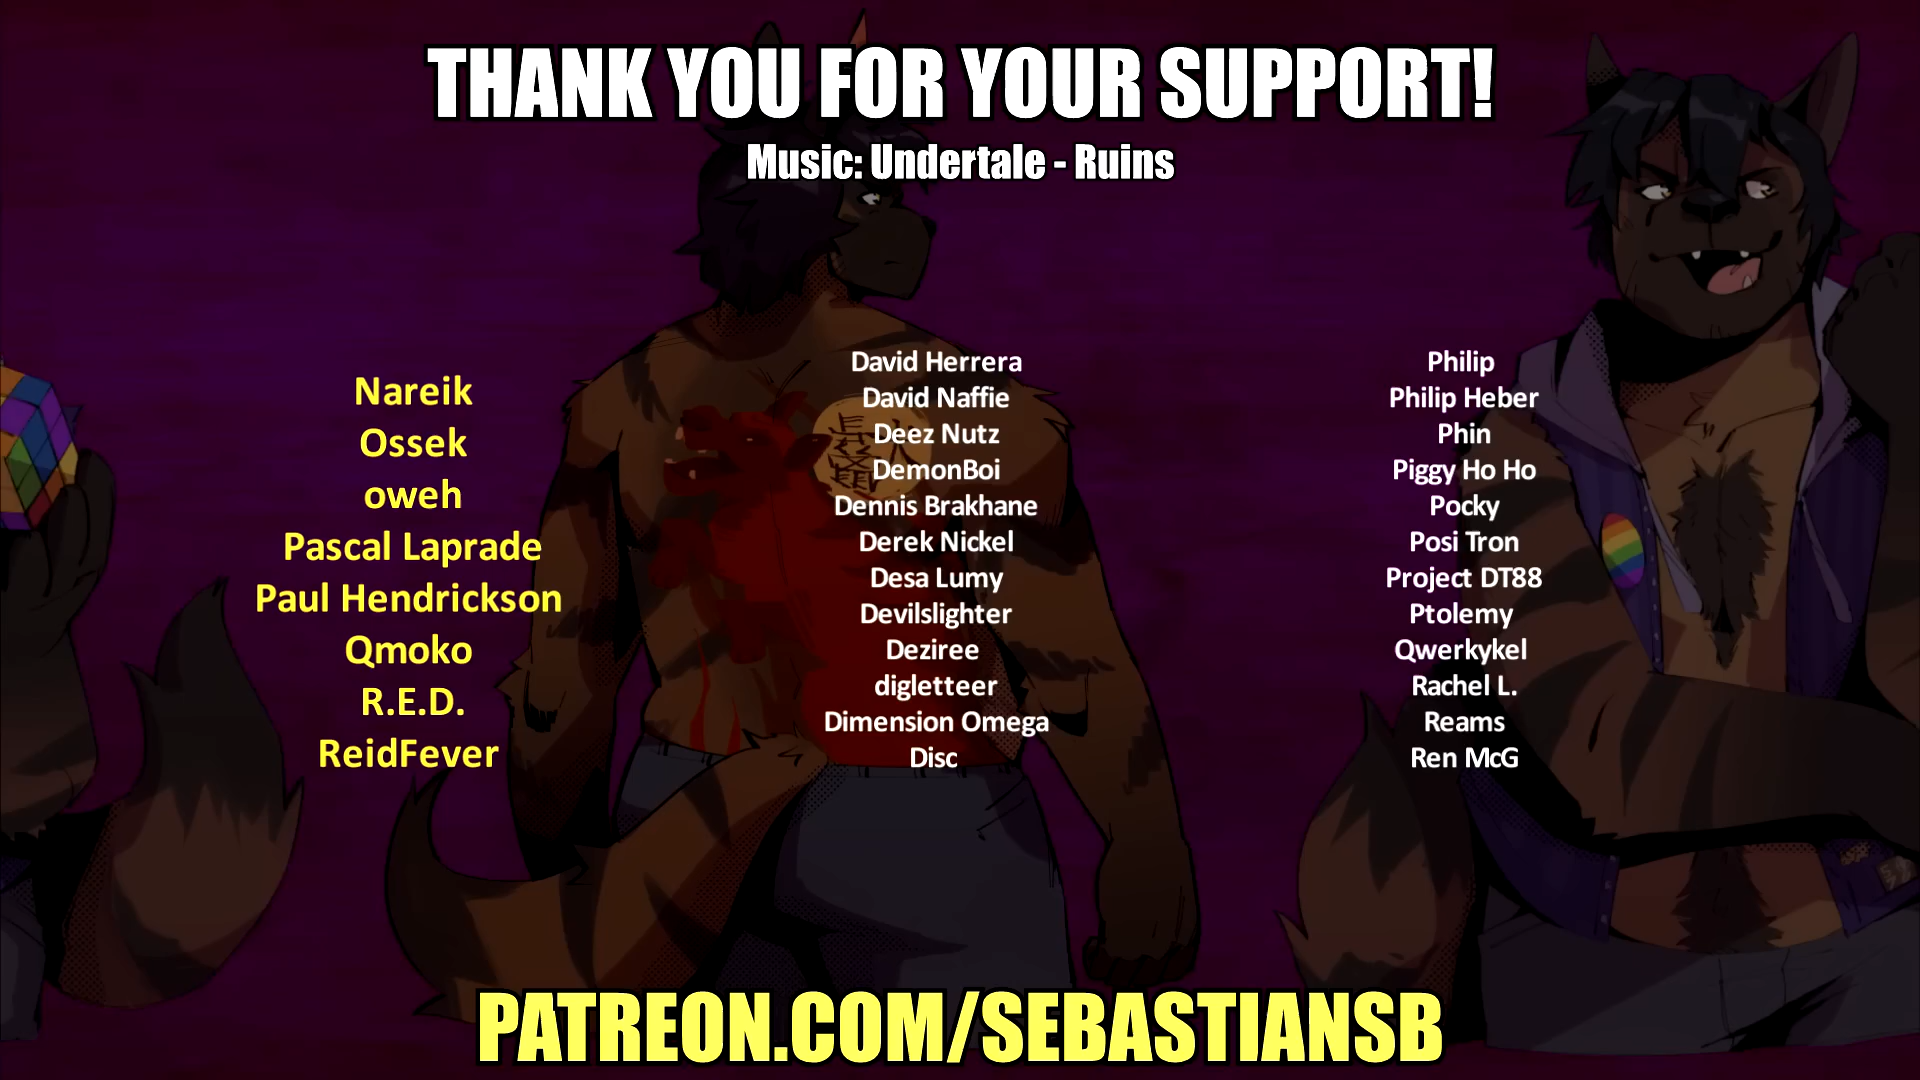 THANK YOU FOR YOUR SUPPORT!
Music: Undertale - Ruins
Nareik
Ossek
oweh
Pascal Laprade
Paul Hendrickson
Qmoko
R.E.D.
ReidFever
David Herrera
David Naffie
Deez Nutz
DemonBoi
Dennis Brakhane
Derek Nickel
Desa Lumy
Devilslighter
Deziree
digletteer
Dimension Omega
Disc
Philip
Philip Heber
Phin
Piggy Ho Ho
Pocky
Posi Tron
Project DT88
Ptolemy
Qwerkykel
Rachel L.
Reams
Ren McG
PATREON.COM/SEBASTIANSB